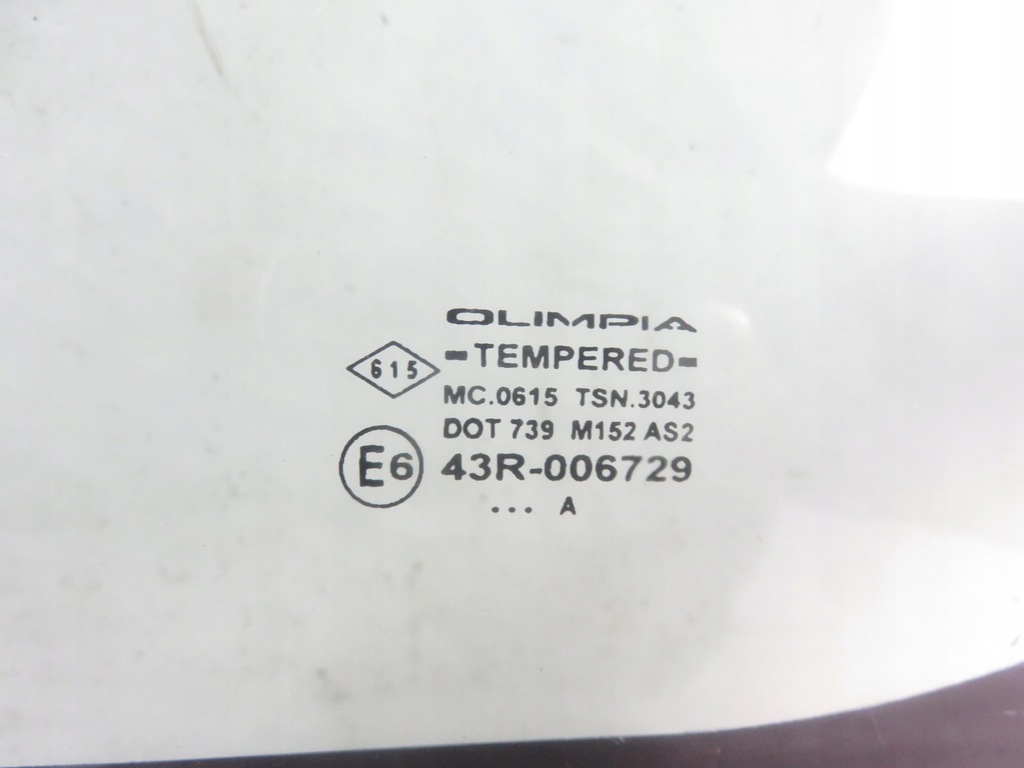 OLIMPIA
-TEMPERED-
615
MC.0615 TSN.3043
DOT 739 M152 AS2
E6 43R-006729
... A